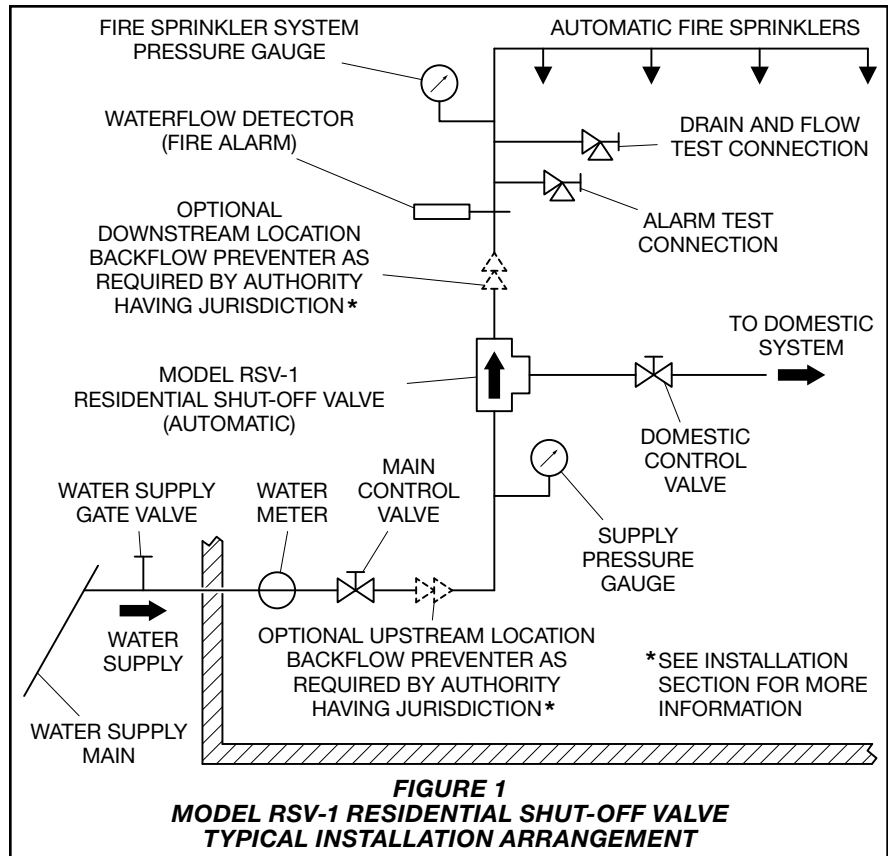 FIRE SPRINKLER SYSTEM
PRESSURE GAUGE
AUTOMATIC FIRE SPRINKLERS
WATERFLOW DETECTOR
(FIRE ALARM)
DRAIN AND FLOW
TEST CONNECTION
OPTIONAL
DOWNSTREAM LOCATION
BACKFLOW PREVENTER AS
REQUIRED BY AUTHORITY
HAVING JURISDICTION *
ALARM TEST
CONNECTION
TO DOMESTIC
SYSTEM
MODEL RSV-1
RESIDENTIAL SHUT-OFF VALVE
(AUTOMATIC)
DOMESTIC
CONTROL
VALVE
WATER SUPPLY
GATE VALVE
WATER
METER
MAIN
CONTROL
VALVE
SUPPLY
PRESSURE
GAUGE
WATER
SUPPLY
OPTIONAL UPSTREAM LOCATION
BACKFLOW PREVENTER AS
REQUIRED BY AUTHORITY
HAVING JURISDICTION *
* SEE INSTALLATION
SECTION FOR MORE
INFORMATION
WATER SUPPLY
MAIN
FIGURE 1
MODEL RSV-1 RESIDENTIAL SHUT-OFF VALVE
TYPICAL INSTALLATION ARRANGEMENT